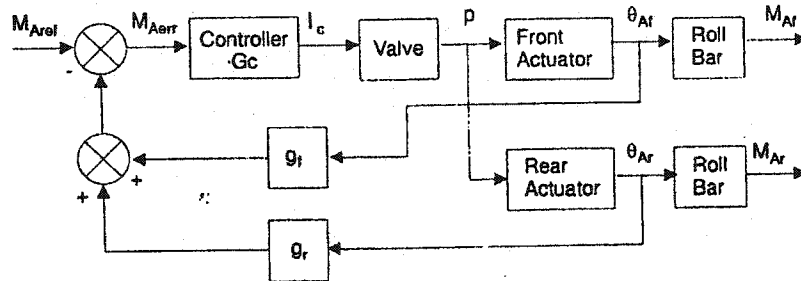 M_Aref
M_Aerr
Controller
·Gc
I_c
Valve
p
Front
Actuator
θ_Af
Roll
Bar
M_Af
-
g_f
+
+
Rear
Actuator
θ_Ar
Roll
Bar
M_Ar
g_r